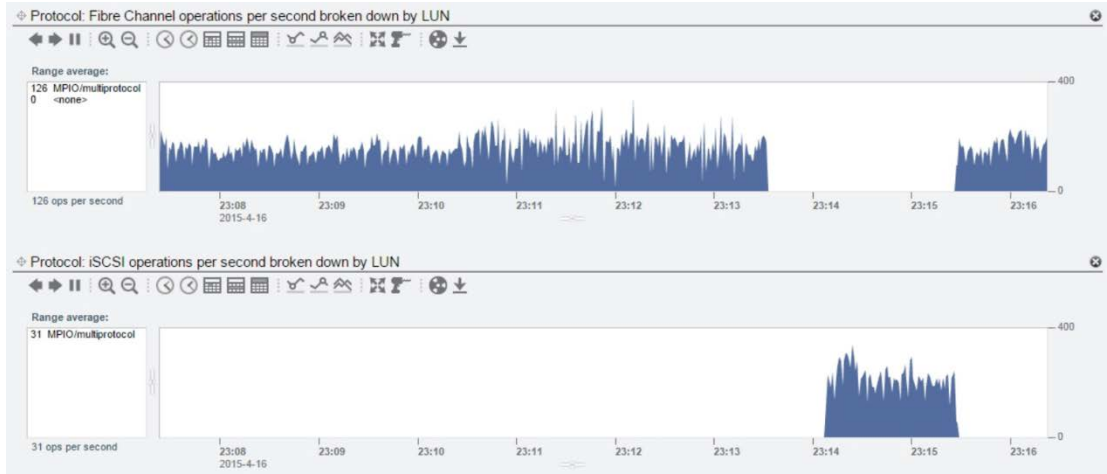 Protocol: Fibre Channel operations per second broken down by LUN
Range average:
126 MPIO/multiprotocol
0 <none>
400
0
126 ops per second
23:08 23:09 23:10 23:11 23:12 23:13 23:14 23:15 23:16
2015-4-16
Protocol: iSCSI operations per second broken down by LUN
Range average:
31 MPIO/multiprotocol
400
0
31 ops per second
23:08 23:09 23:10 23:11 23:12 23:13 23:14 23:15 23:16
2015-4-16